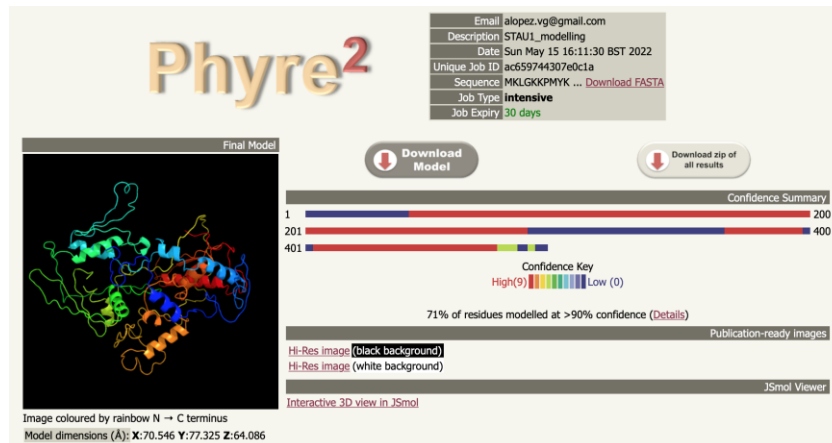 Phyre2
Email alopez.vg@gmail.com
Description STAU1_modelling
Date Sun May 15 16:11:30 BST 2022
Unique Job ID ac659744307e0c1a
Sequence MKLGKKPMYK ... Download FASTA
Job Type intensive
Job Expiry 30 days
Final Model
Image coloured by rainbow N → C terminus
Model dimensions (Å): X:70.546 Y:77.325 Z:64.086
Download Model
Download zip of all results
Confidence Summary
1 200
201 400
401
Confidence Key
High(9) Low (0)
71% of residues modelled at >90% confidence (Details)
Publication-ready images
Hi-Res image (black background)
Hi-Res image (white background)
JSmol Viewer
Interactive 3D view in JSmol